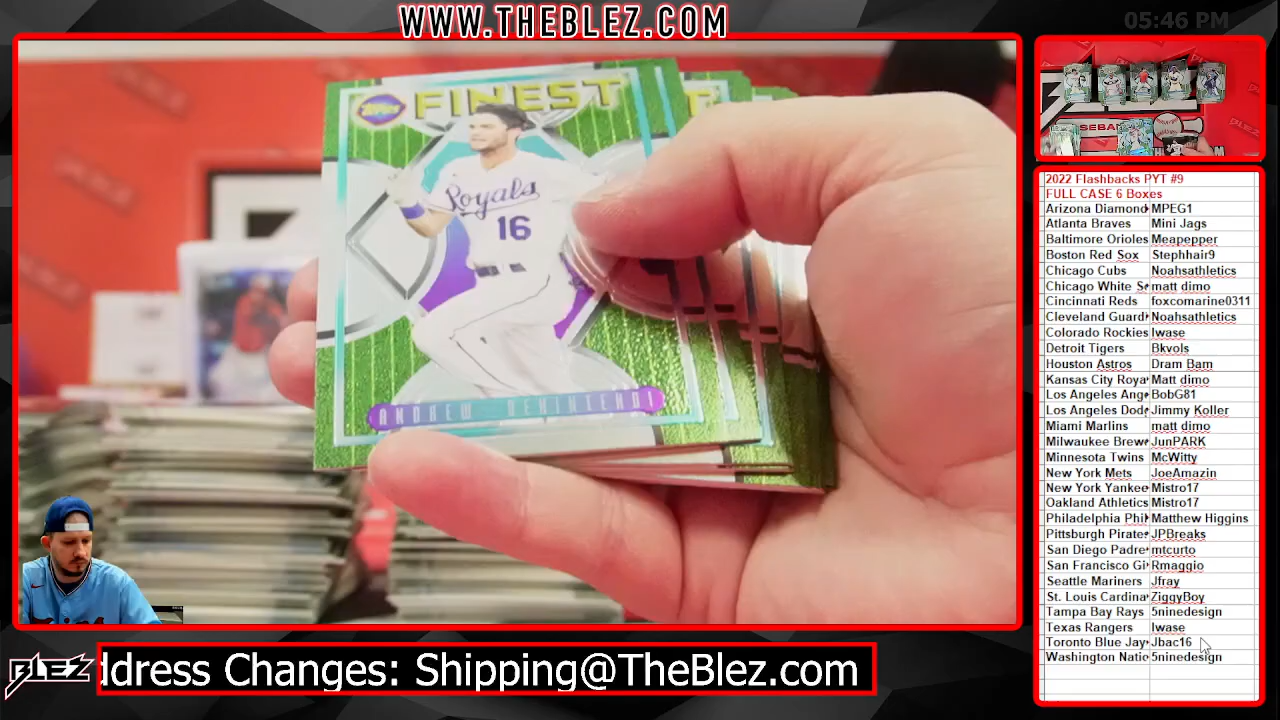 WWW.THEBLEZ.COM
05:46 PM
Topps
FINEST
Royals
16
ANDREW BENINTENDI
SEBA
2022 Flashbacks PYT #9
FULL CASE 6 Boxes
Arizona Diamond MPEG1
Atlanta Braves Mini Jags
Baltimore Orioles Meapepper
Boston Red Sox Stephhair9
Chicago Cubs Noahsathletics
Chicago White S matt dimo
Cincinnati Reds foxcomarine0311
Cleveland Guard Noahsathletics
Colorado Rockies Iwase
Detroit Tigers Bkvols
Houston Astros Dram Bam
Kansas City Roya Matt dimo
Los Angeles Ang BobG81
Los Angeles Dod Jimmy Koller
Miami Marlins matt dimo
Milwaukee Brew JunPARK
Minnesota Twins McWitty
New York Mets JoeAmazin
New York Yankee Mistro17
Oakland Athletics Mistro17
Philadelphia Phi Matthew Higgins
Pittsburgh Pirate JPBreaks
San Diego Padre mtcurto
San Francisco Gi Rmaggio
Seattle Mariners Jfray
St. Louis Cardina ZiggyBoy
Tampa Bay Rays 5ninedesign
Texas Rangers Iwase
Toronto Blue Jay Jbac16
Washington Natio 5ninedesign
BLEZ
ddress Changes: Shipping@TheBlez.com